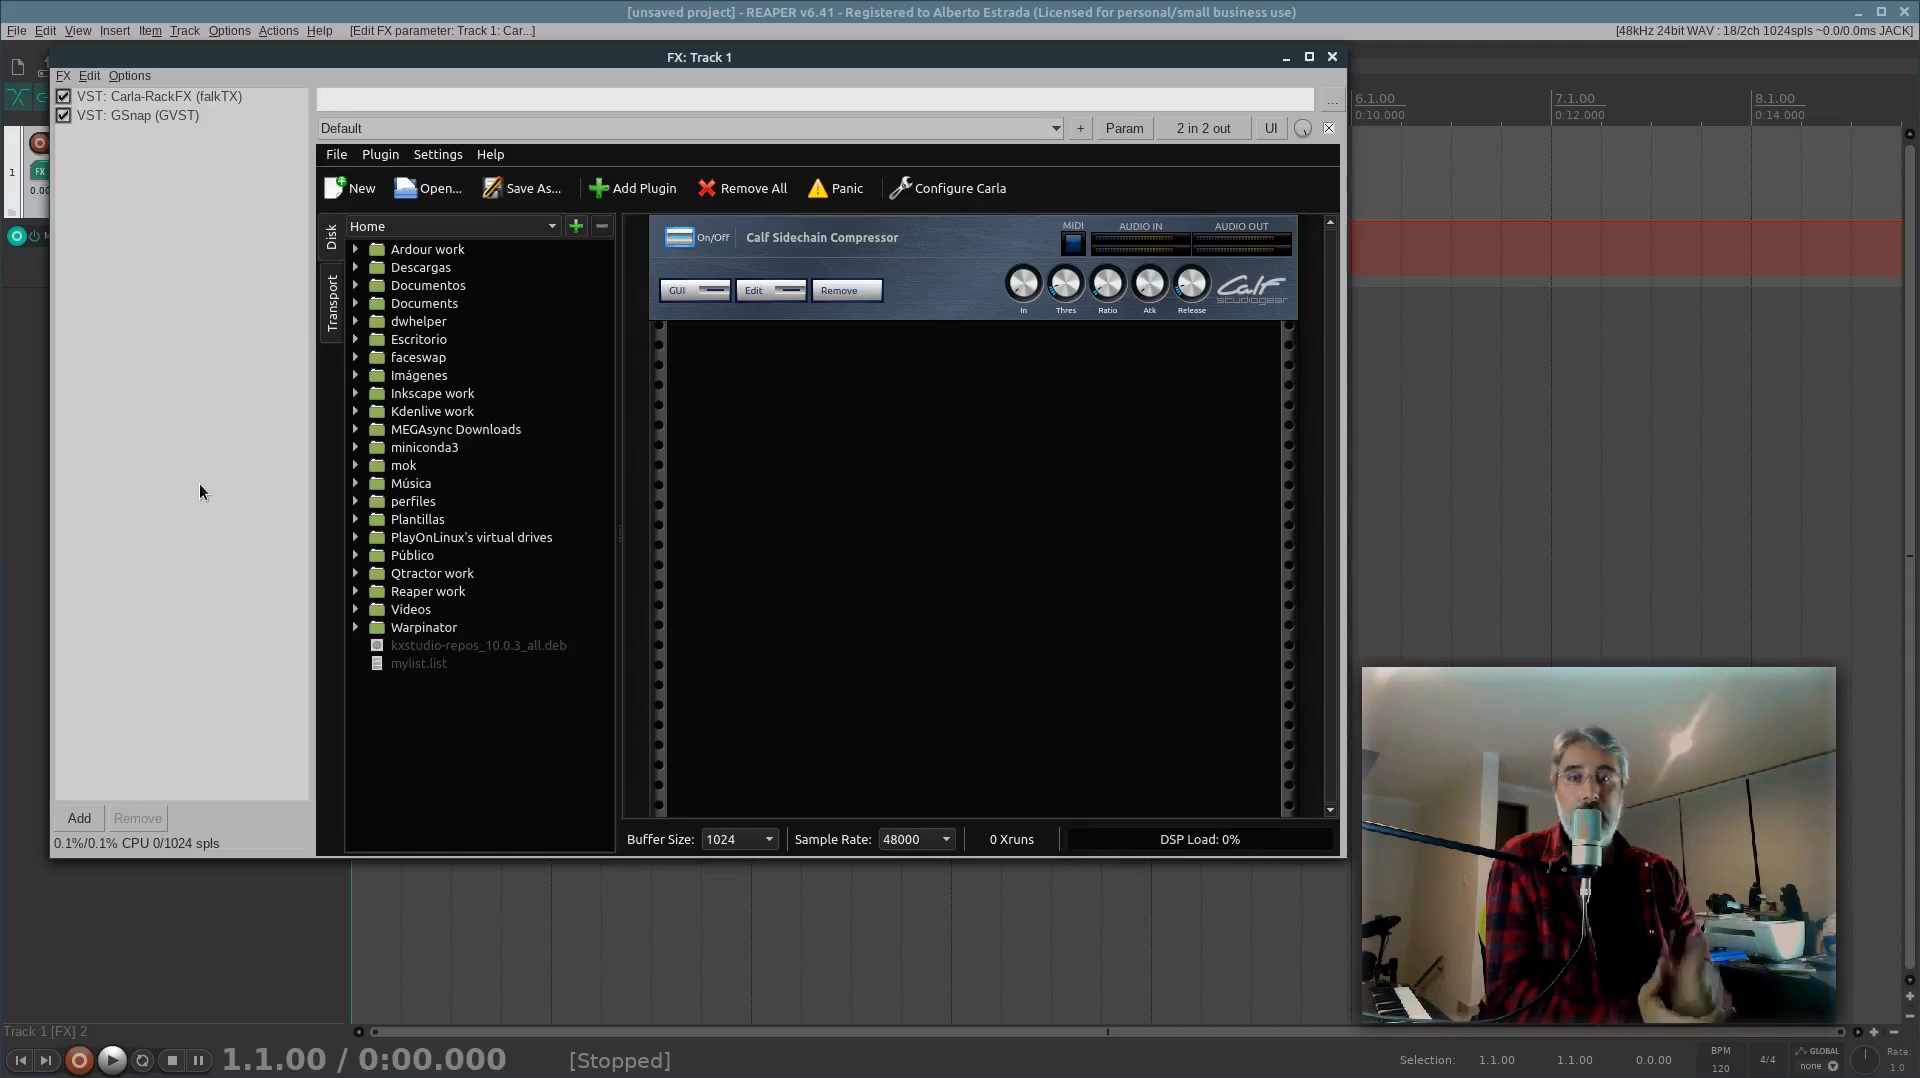 [unsaved project] - REAPER v6.41 - Registered to Alberto Estrada (Licensed for personal/small business use)
File Edit View Insert Item Track Options Actions Help [Edit FX parameter: Track 1: Car...]
[48kHz 24bit WAV : 18/2ch 1024spls ~0.0/0.0ms JACK]
FX: Track 1
FX Edit Options
VST: Carla-RackFX (falkTX)
VST: GSnap (GVST)
...
Default
+
Param
2 in 2 out
UI
6.1.00
0:10.000
7.1.00
0:12.000
8.1.00
0:14.000
1
FX
0.00
M
File Plugin Settings Help
New
Open...
Save As...
Add Plugin
Remove All
Panic
Configure Carla
Disk
Transport
Home
Ardour work
Descargas
Documentos
Documents
dwhelper
Escritorio
faceswap
Imágenes
Inkscape work
Kdenlive work
MEGAsync Downloads
miniconda3
mok
Música
perfiles
Plantillas
PlayOnLinux's virtual drives
Público
Qtractor work
Reaper work
Vídeos
Warpinator
kxstudio-repos_10.0.3_all.deb
mylist.list
On/Off
Calf Sidechain Compressor
MIDI
AUDIO IN
AUDIO OUT
GUI
Edit
Remove
In
Thres
Ratio
Atk
Release
Calf
studiogear
Add
Remove
0.1%/0.1% CPU 0/1024 spls
Buffer Size: 1024
Sample Rate: 48000
0 Xruns
DSP Load: 0%
Track 1 [FX] 2
1.1.00 / 0:00.000
[Stopped]
Selection: 1.1.00 1.1.00 0.0.00
BPM
120
4/4
GLOBAL
none
Rate:
1.0